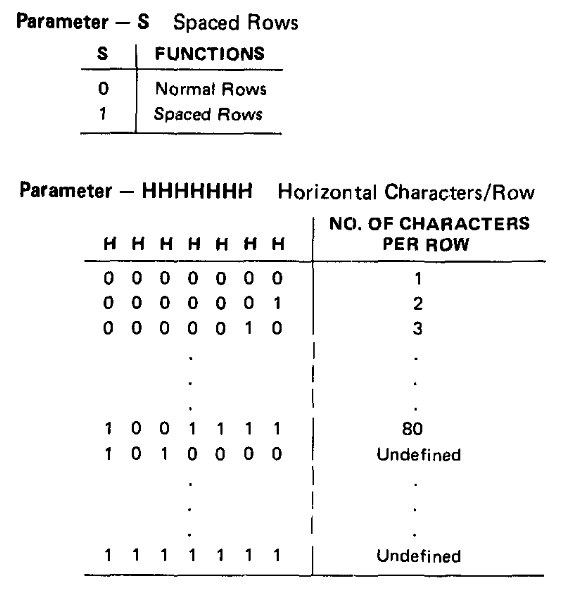 Parameter – S Spaced Rows
S FUNCTIONS
0 Normal Rows
1 Spaced Rows
Parameter – HHHHHHH Horizontal Characters/Row
H H H H H H H NO. OF CHARACTERS PER ROW
0 0 0 0 0 0 0 1
0 0 0 0 0 0 1 2
0 0 0 0 0 1 0 3
. .
. .
. .
1 0 0 1 1 1 1 80
1 0 1 0 0 0 0 Undefined
. .
. .
. .
1 1 1 1 1 1 1 Undefined